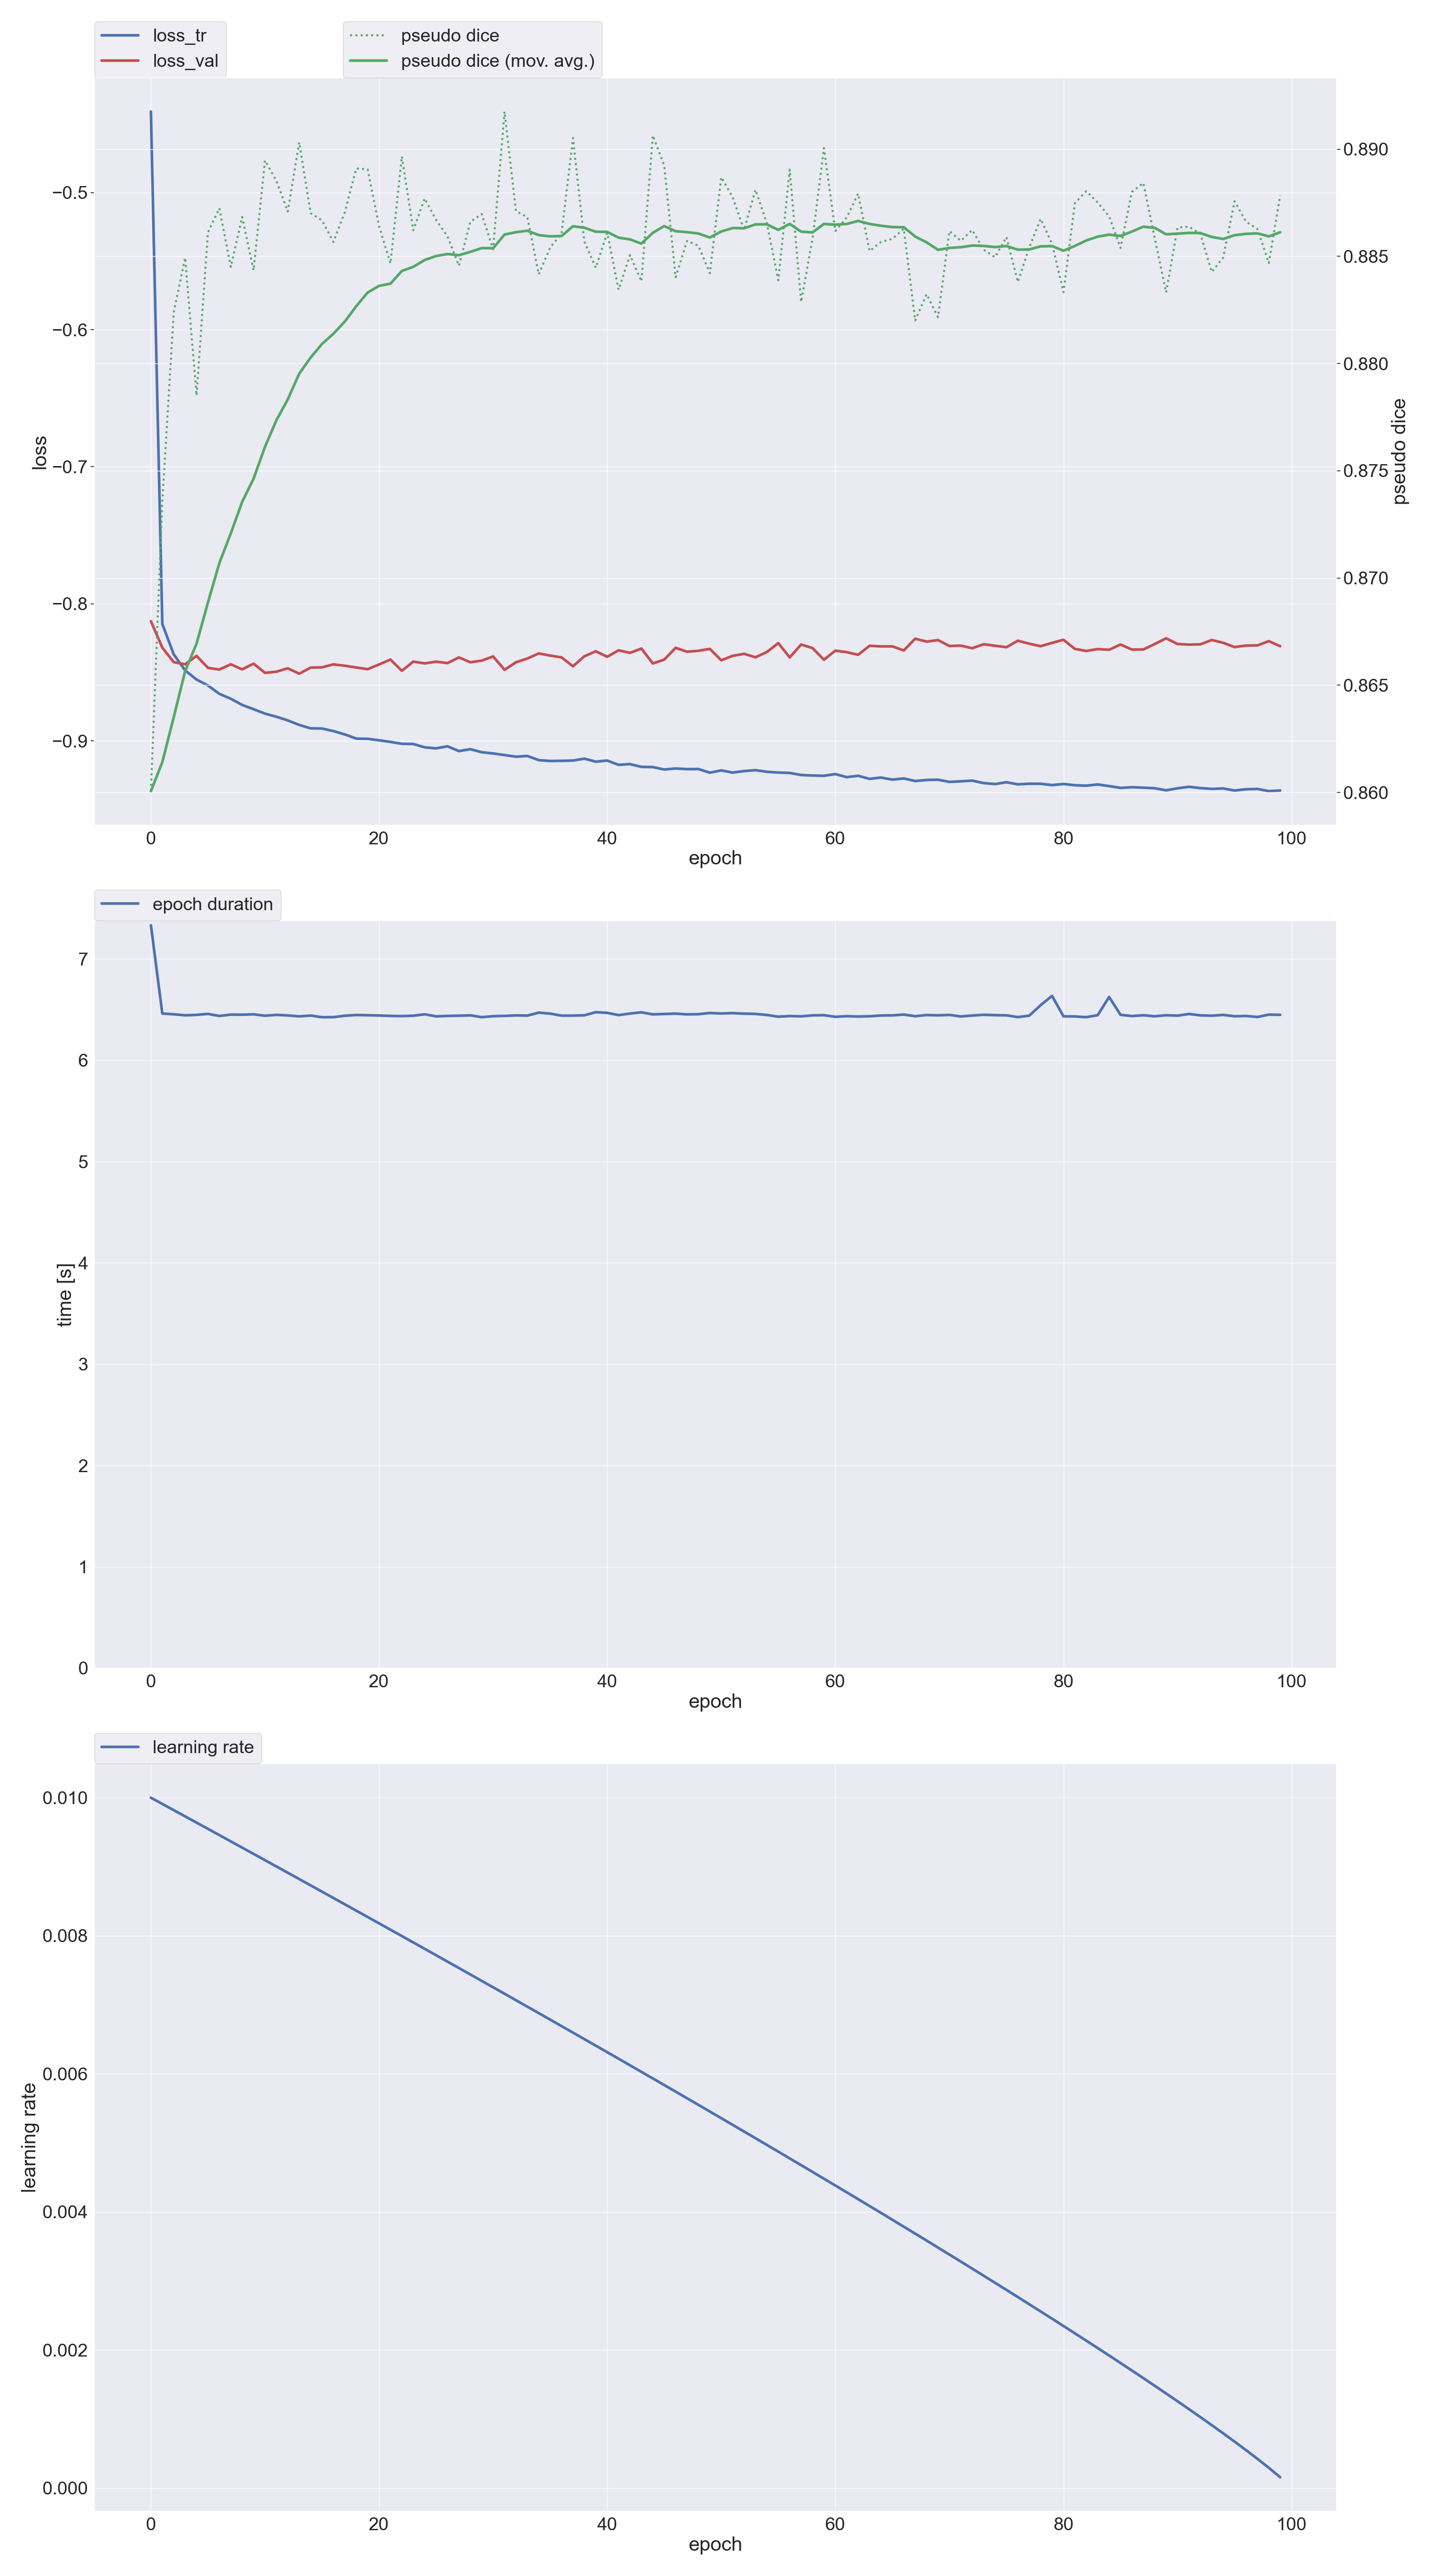 loss_tr
loss_val
pseudo dice
pseudo dice (mov. avg.)
−0.5
−0.6
−0.7
−0.8
−0.9
loss
0.890
0.885
0.880
0.875
0.870
0.865
0.860
pseudo dice
0 20 40 60 80 100
epoch
epoch duration
7
6
5
4
3
2
1
0
time [s]
0 20 40 60 80 100
epoch
learning rate
0.010
0.008
0.006
0.004
0.002
0.000
learning rate
0 20 40 60 80 100
epoch